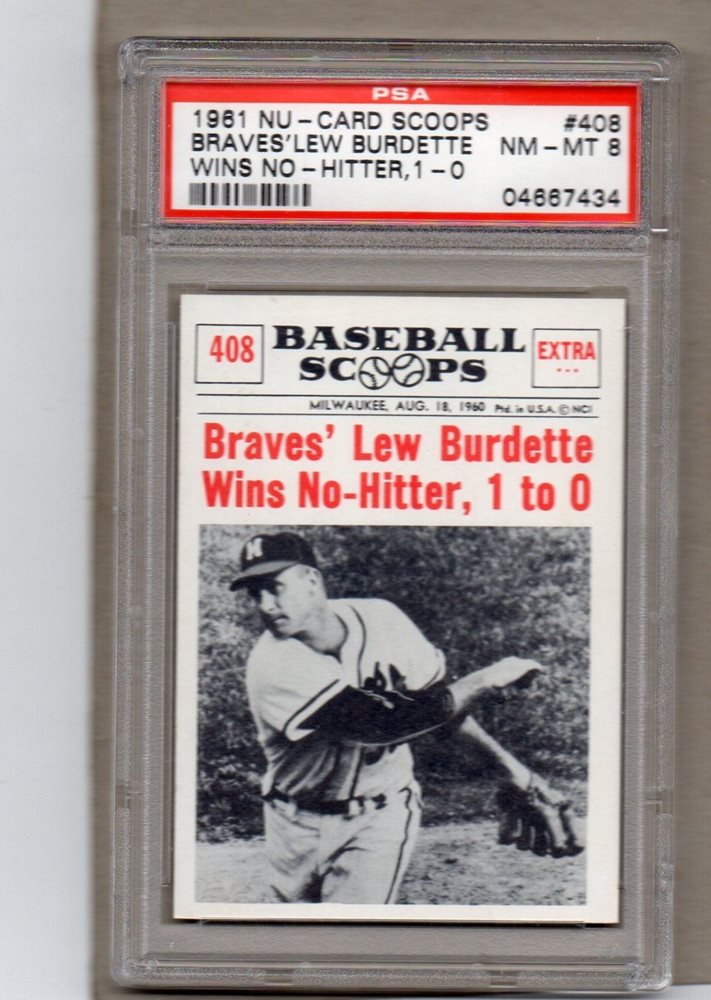 PSA
1961 NU-CARD SCOOPS #408
BRAVES'LEW BURDETTE NM-MT 8
WINS NO-HITTER,1-0
04667434
408 BASEBALL SCOOPS EXTRA
MILWAUKEE, AUG. 18, 1960 Ptd. in U.S.A. © NCI
Braves' Lew Burdette
Wins No-Hitter, 1 to 0
M